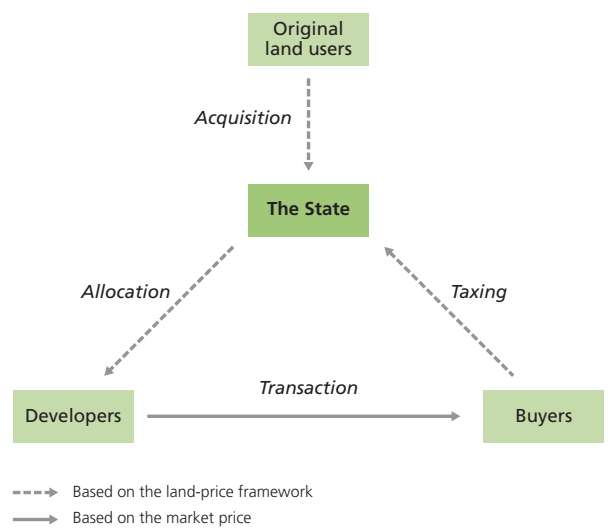 Original
land users
Acquisition
The State
Allocation
Taxing
Transaction
Developers
Buyers
Based on the land-price framework
Based on the market price